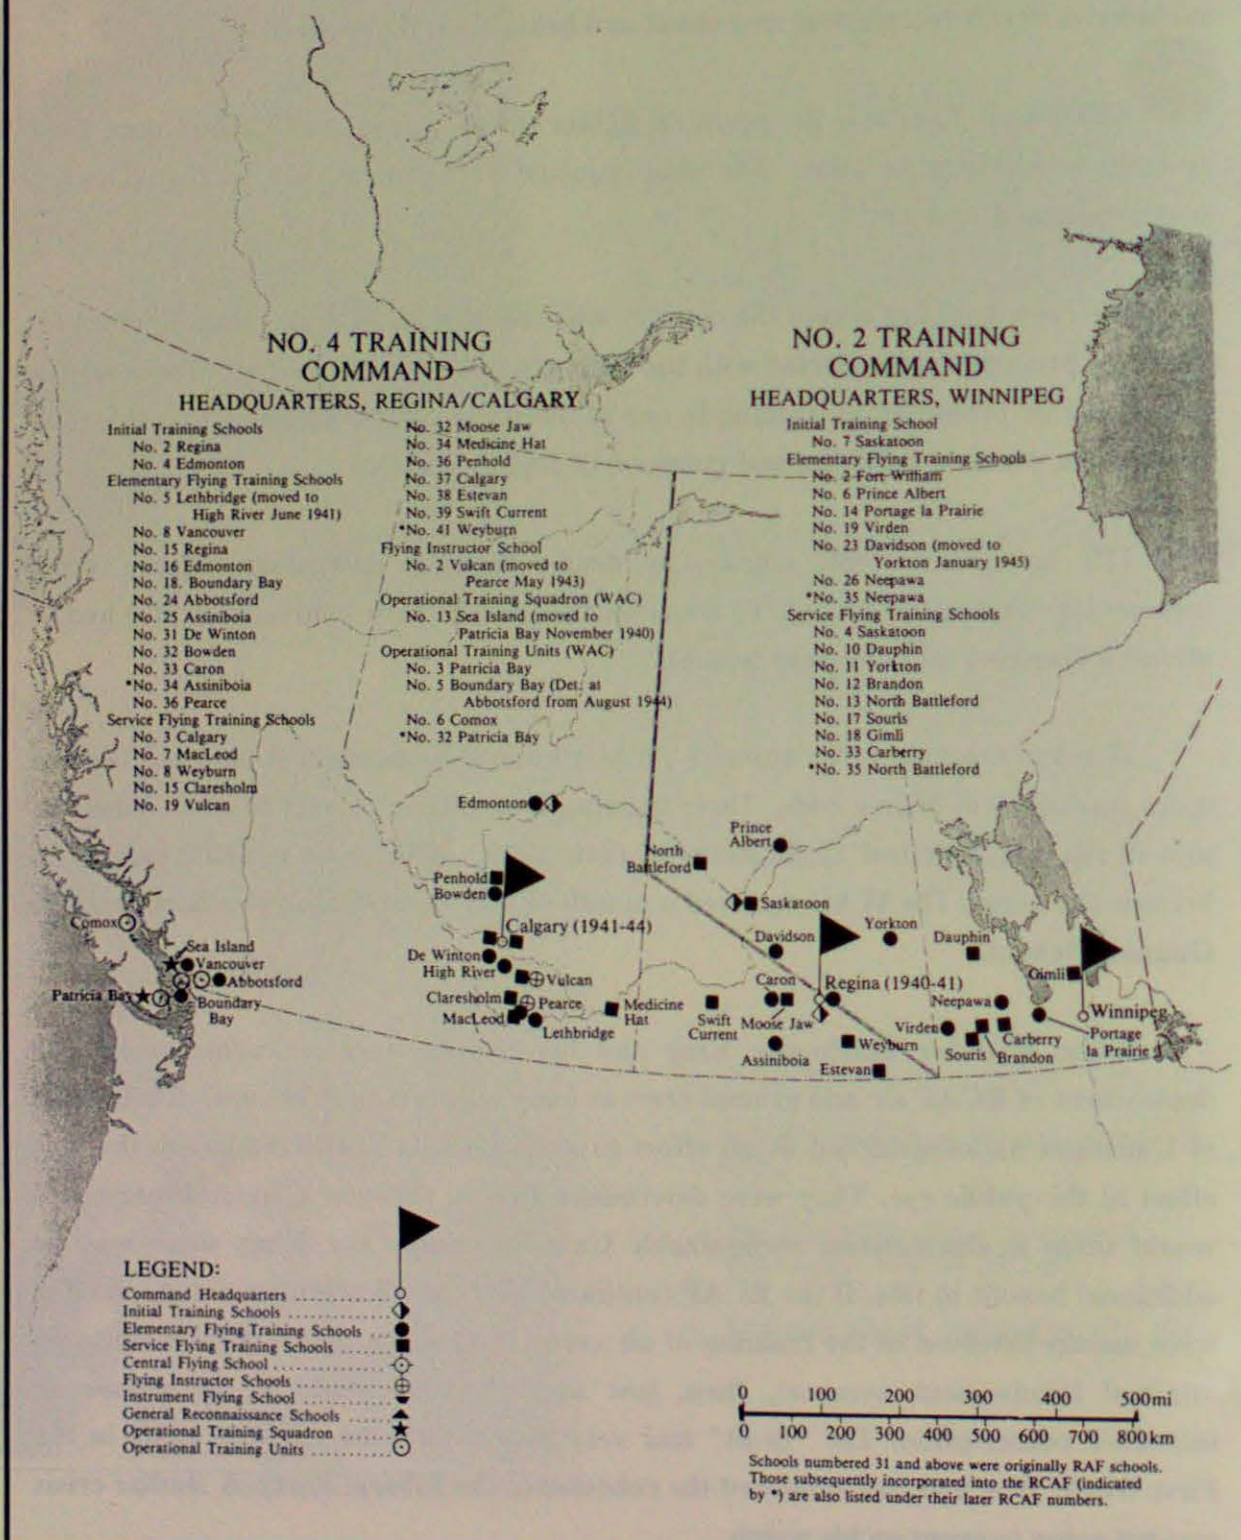 NO. 4 TRAINING
COMMAND
HEADQUARTERS, REGINA/CALGARY
Initial Training Schools
No. 2 Regina
No. 4 Edmonton
Elementary Flying Training Schools
No. 5 Lethbridge (moved to
High River June 1941)
No. 8 Vancouver
No. 15 Regina
No. 16 Edmonton
No. 18. Boundary Bay
No. 24 Abbotsford
No. 25 Assiniboia
No. 31 De Winton
No. 32 Bowden
No. 33 Caron
*No. 34 Assiniboia
No. 36 Pearce
Service Flying Training Schools
No. 3 Calgary
No. 7 MacLeod
No. 8 Weyburn
No. 15 Claresholm
No. 19 Vulcan
No. 32 Moose Jaw
No. 34 Medicine Hat
No. 36 Penhold
No. 37 Calgary
No. 38 Estevan
No. 39 Swift Current
*No. 41 Weyburn
Flying Instructor School
No. 2 Vulcan (moved to
Pearce May 1943)
Operational Training Squadron (WAC)
No. 13 Sea Island (moved to
Patricia Bay November 1940)
Operational Training Units (WAC)
No. 3 Patricia Bay
No. 5 Boundary Bay (Det. at
Abbotsford from August 1944)
No. 6 Comox
*No. 32 Patricia Bay
NO. 2 TRAINING
COMMAND
HEADQUARTERS, WINNIPEG
Initial Training School
No. 7 Saskatoon
Elementary Flying Training Schools
No. 2 Fort William
No. 6 Prince Albert
No. 14 Portage la Prairie
No. 19 Virden
No. 23 Davidson (moved to
Yorkton January 1945)
No. 26 Neepawa
*No. 35 Neepawa
Service Flying Training Schools
No. 4 Saskatoon
No. 10 Dauphin
No. 11 Yorkton
No. 12 Brandon
No. 13 North Battleford
No. 17 Souris
No. 18 Gimli
No. 33 Carberry
*No. 35 North Battleford
Edmonton
Prince
Albert
North
Battleford
Penhold
Bowden
Saskatoon
Comox
Calgary (1941-44)
Yorkton
Davidson
Dauphin
Sea Island
Vancouver
De Winton
High River
Vulcan
Gimli
Abbotsford
Caron
Regina (1940-41)
Patricia Bay
Boundary
Bay
Claresholm
Pearce
MacLeod
Lethbridge
Medicine
Hat
Swift
Current
Moose Jaw
Neepawa
Winnipeg
Virden
Carberry
Portage
la Prairie
Weyburn
Souris
Brandon
Assiniboia
Estevan
LEGEND:
Command Headquarters ............
Initial Training Schools ............
Elementary Flying Training Schools ...
Service Flying Training Schools .......
Central Flying School ...............
Flying Instructor Schools ............
Instrument Flying School ...........
General Reconnaissance Schools .....
Operational Training Squadron .......
Operational Training Units ..........
0 100 200 300 400 500mi
0 100 200 300 400 500 600 700 800km
Schools numbered 31 and above were originally RAF schools.
Those subsequently incorporated into the RCAF (indicated
by *) are also listed under their later RCAF numbers.